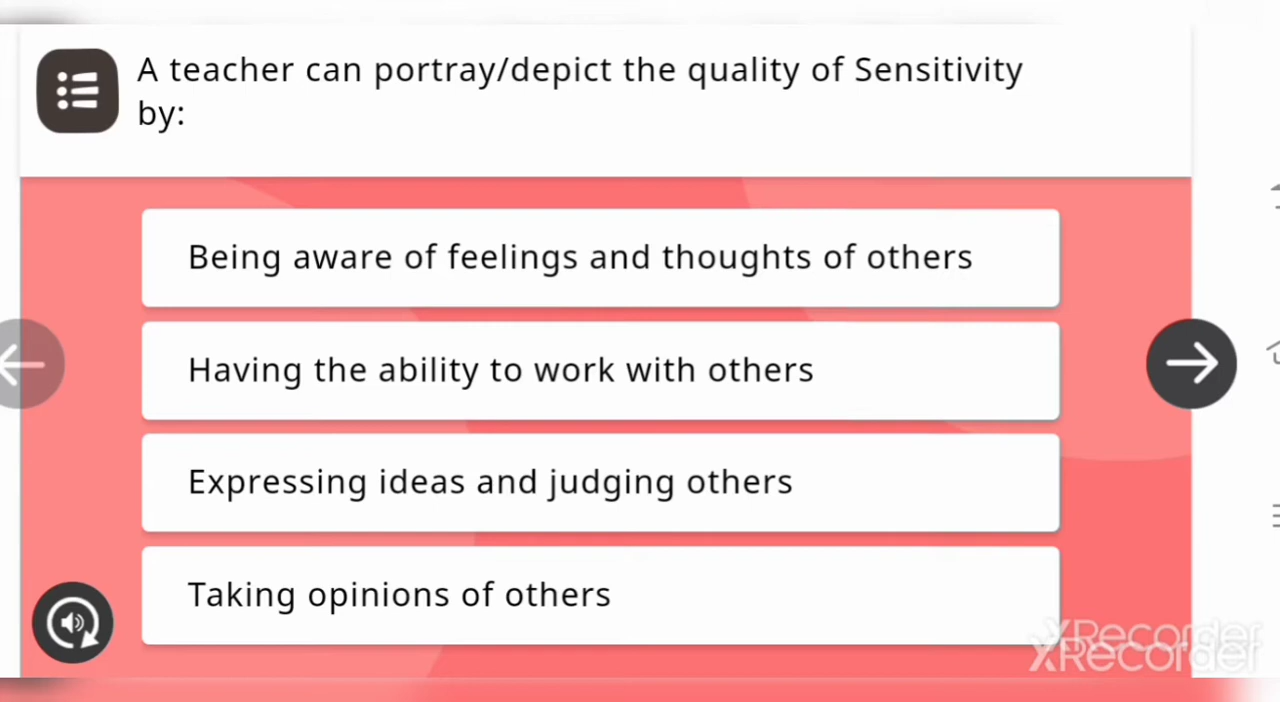 A teacher can portray/depict the quality of Sensitivity
by:
Being aware of feelings and thoughts of others
Having the ability to work with others
Expressing ideas and judging others
Taking opinions of others
XRecorder
XRecorder